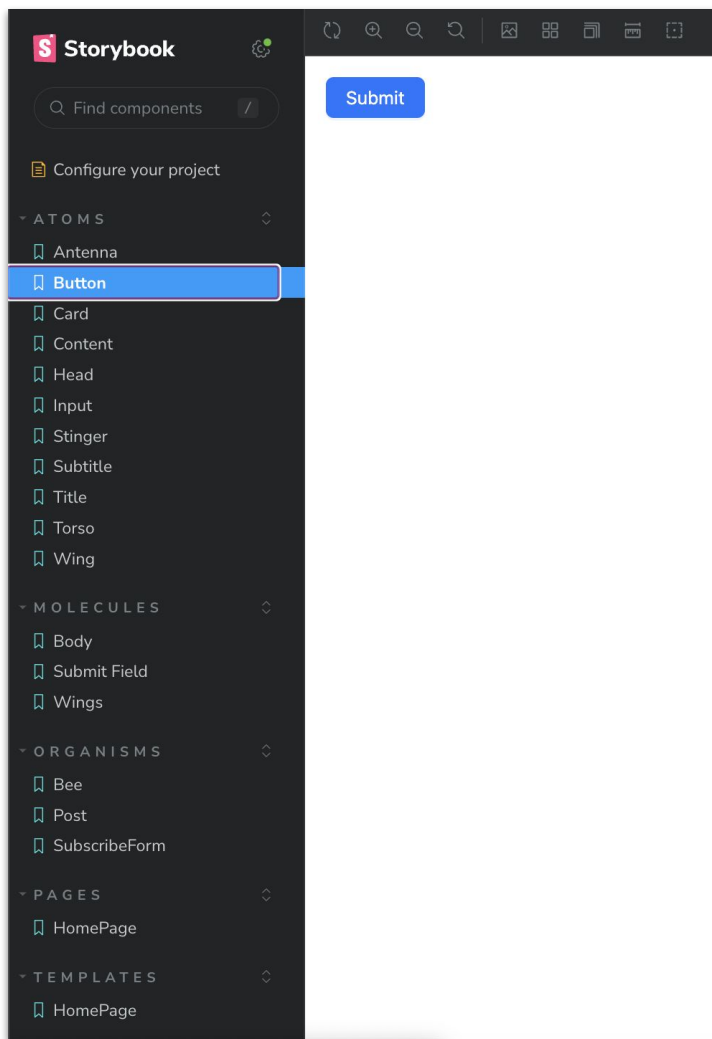 Storybook
Find components /
Configure your project
ATOMS
Antenna
Button
Card
Content
Head
Input
Stinger
Subtitle
Title
Torso
Wing
MOLECULES
Body
Submit Field
Wings
ORGANISMS
Bee
Post
SubscribeForm
PAGES
HomePage
TEMPLATES
HomePage
Submit